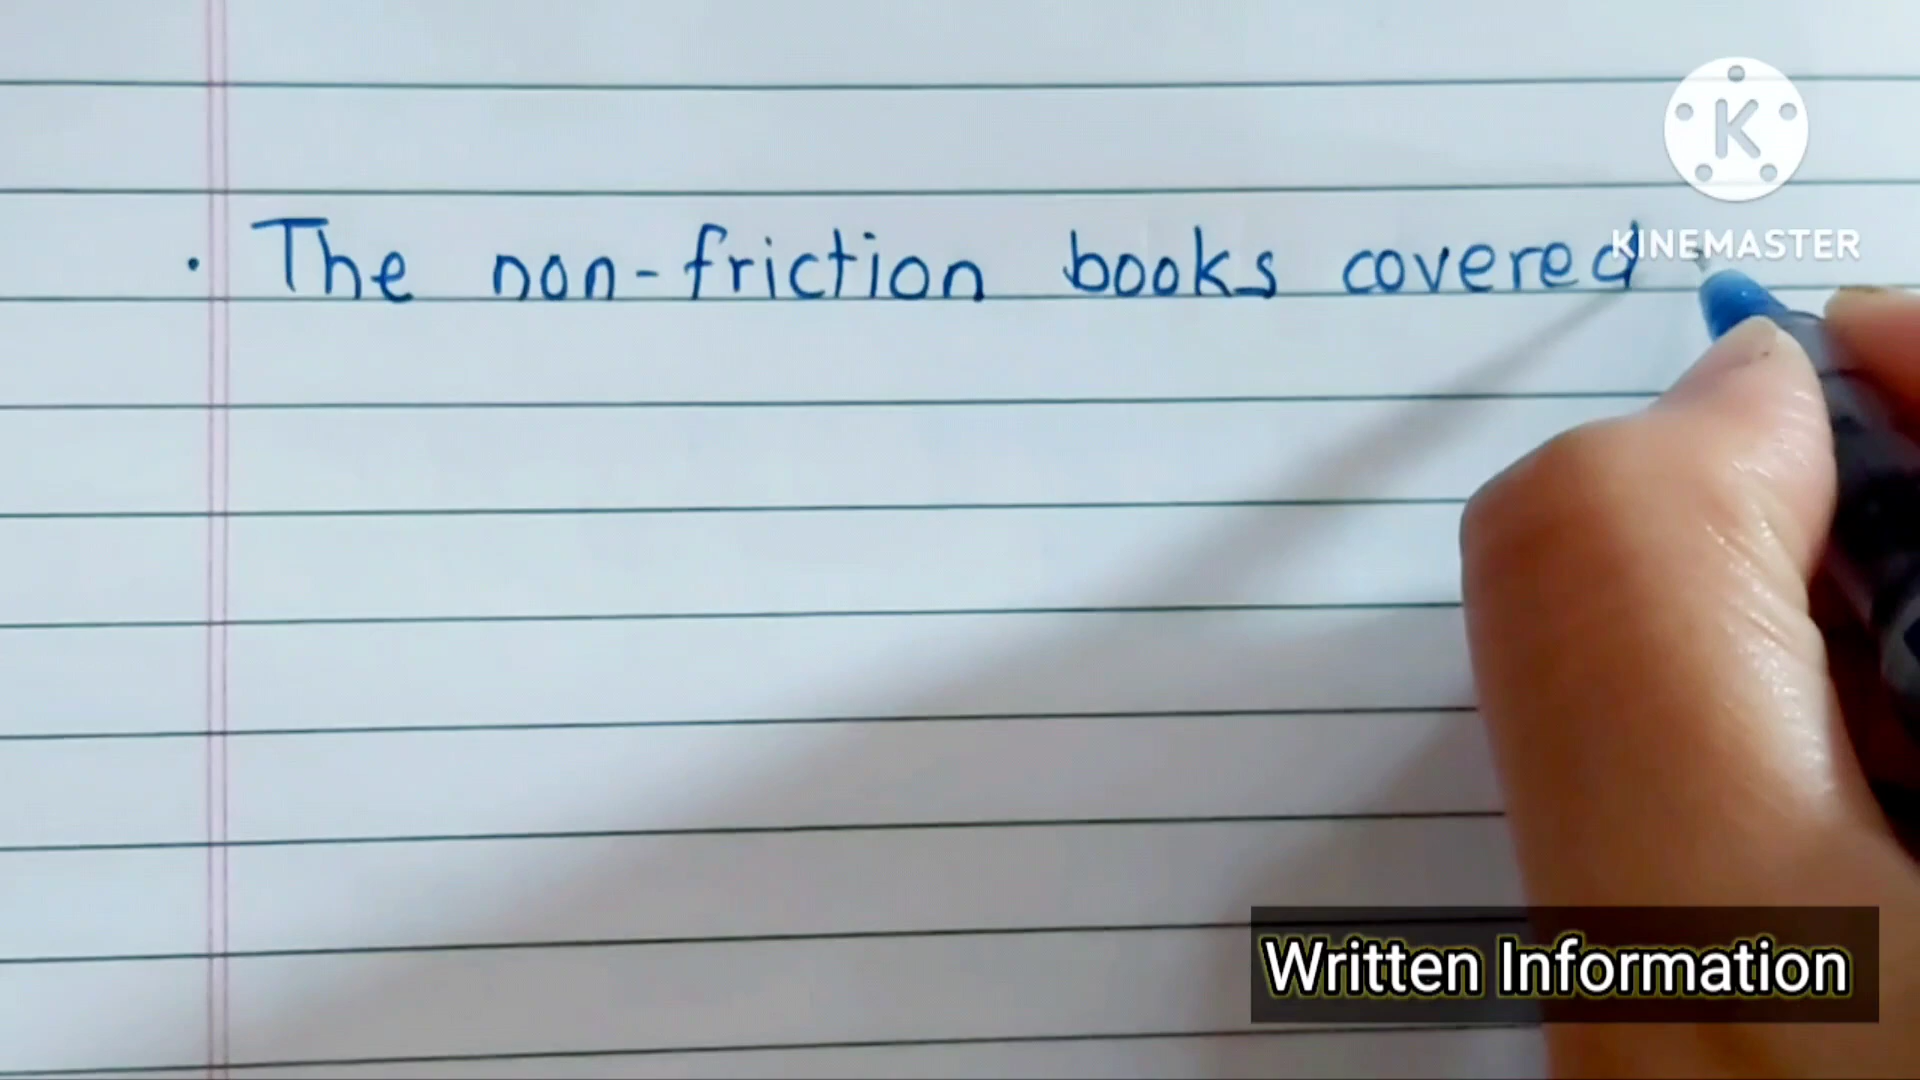 K
KINEMASTER
· The non-friction books covered
Written Information